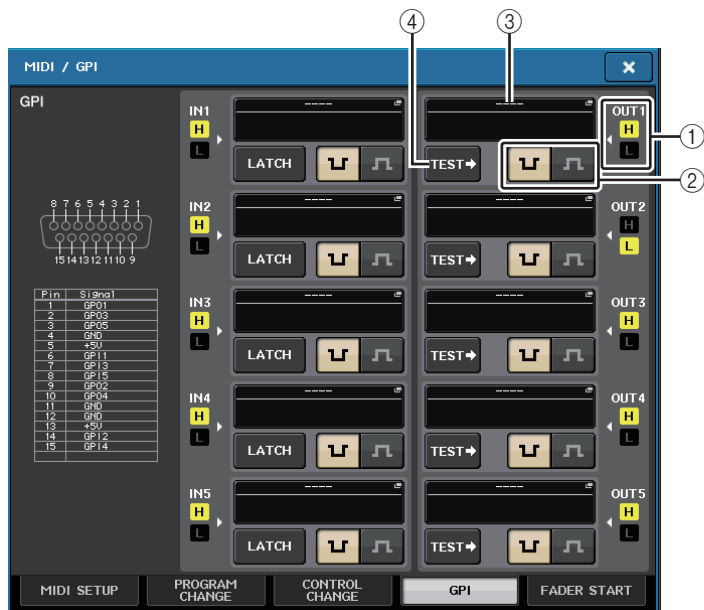 ④ ③
MIDI / GPI ×
GPI
8 7 6 5 4 3 2 1
15 14 13 12 11 10 9
Pin Signal
1 GPO1
2 GPO3
3 GPO5
4 GND
5 +5V
6 GPI1
7 GPI3
8 GPI5
9 GPO2
10 GPO4
11 GND
12 GND
13 +5V
14 GPI2
15 GPI4
IN1 ---- ---- OUT1
H H ①
L LATCH TEST L ②
IN2 ---- ---- OUT2
H H
L LATCH TEST L
IN3 ---- ---- OUT3
H H
L LATCH TEST L
IN4 ---- ---- OUT4
H H
L LATCH TEST L
IN5 ---- ---- OUT5
H H
L LATCH TEST L
MIDI SETUP
PROGRAM
CHANGE
CONTROL
CHANGE
GPI
FADER START